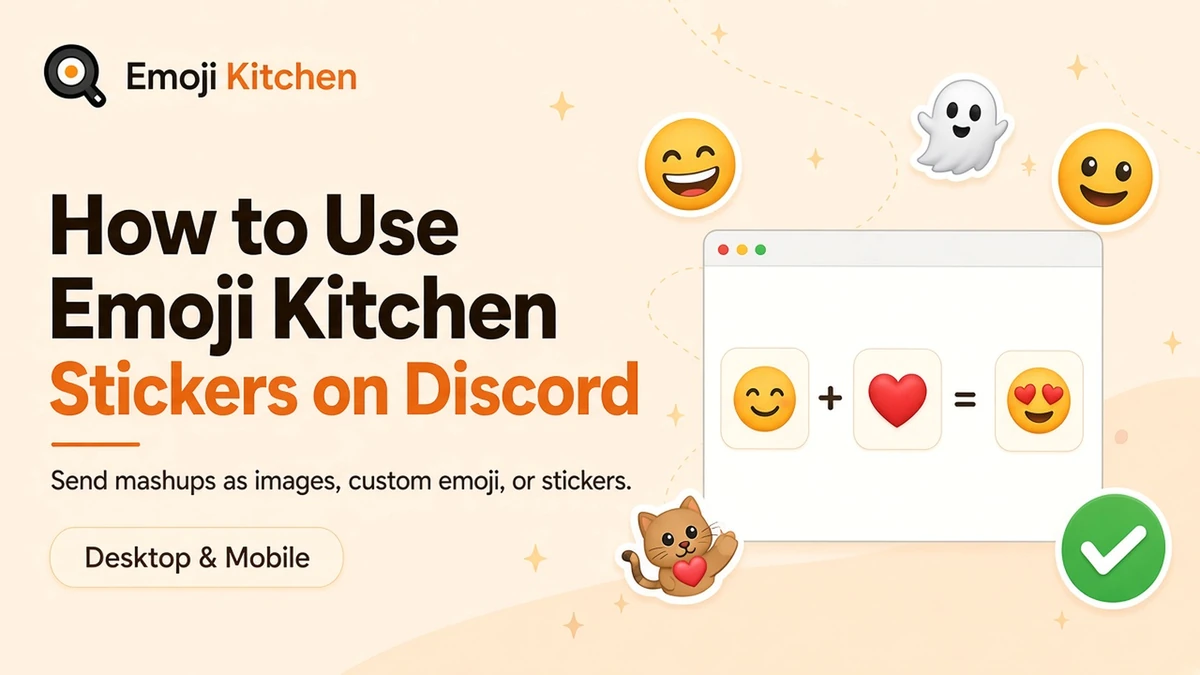 Emoji Kitchen
How to Use
Emoji Kitchen
Stickers on Discord
Send mashups as images, custom emoji, or stickers.
Desktop & Mobile
+
=